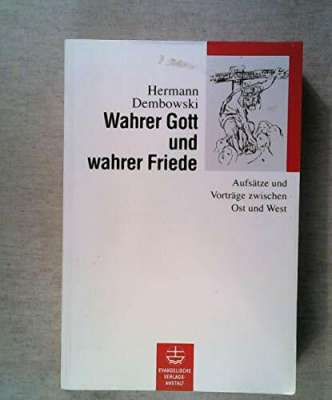 Hermann
Dembowski
Wahrer Gott
und
wahrer Friede
Aufsätze und
Vorträge zwischen
Ost und West
EVANGELISCHE
VERLAGS-
ANSTALT